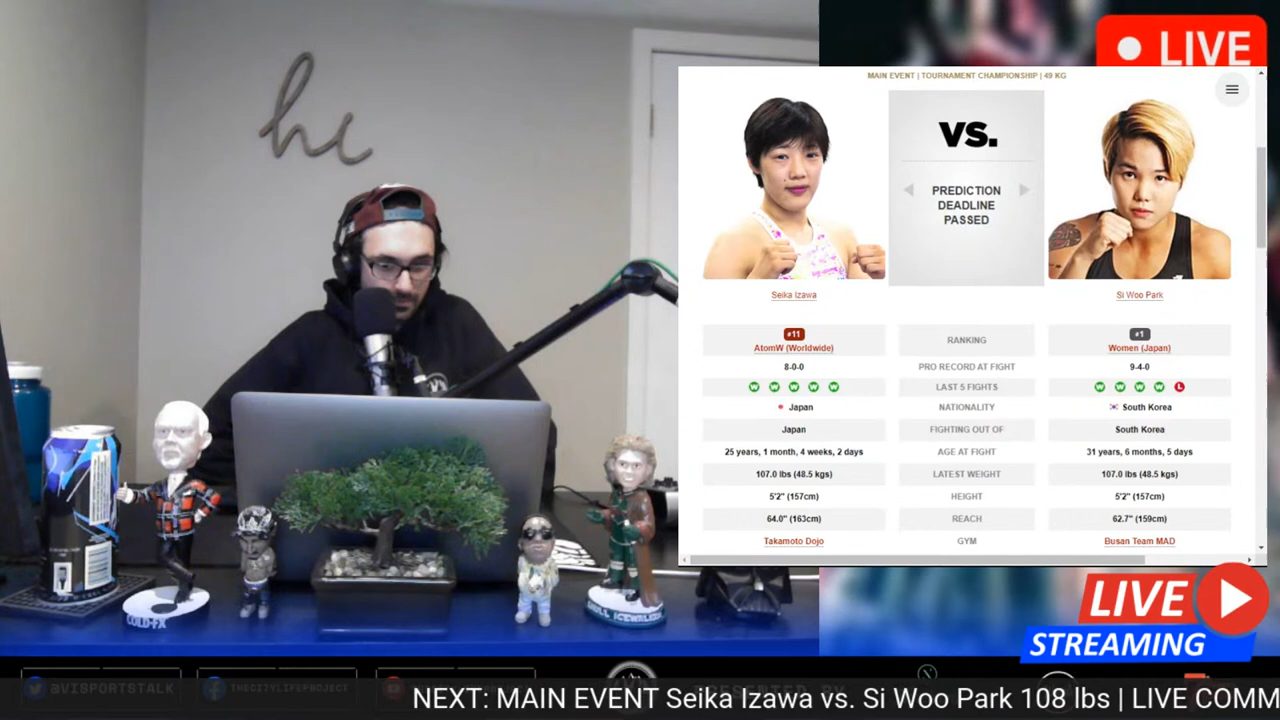 hi
LIVE
MAIN EVENT | TOURNAMENT CHAMPIONSHIP | 49 KG
VS.
PREDICTION
DEADLINE
PASSED
Seika Izawa
Si Woo Park
#11
AtomW (Worldwide)
RANKING
#1
Women (Japan)
8-0-0
PRO RECORD AT FIGHT
9-4-0
W W W W W
LAST 5 FIGHTS
W W W W L
Japan
NATIONALITY
South Korea
Japan
FIGHTING OUT OF
South Korea
25 years, 1 month, 4 weeks, 2 days
AGE AT FIGHT
31 years, 6 months, 5 days
107.0 lbs (48.5 kgs)
LATEST WEIGHT
107.0 lbs (48.5 kgs)
5'2" (157cm)
HEIGHT
5'2" (157cm)
64.0" (163cm)
REACH
62.7" (159cm)
Takamoto Dojo
GYM
Busan Team MAD
COLD-FX
LIVE
STREAMING
@VISPORTSTALK
THECITYLIFEPROJECT
NEXT: MAIN EVENT Seika Izawa vs. Si Woo Park 108 lbs | LIVE COMM